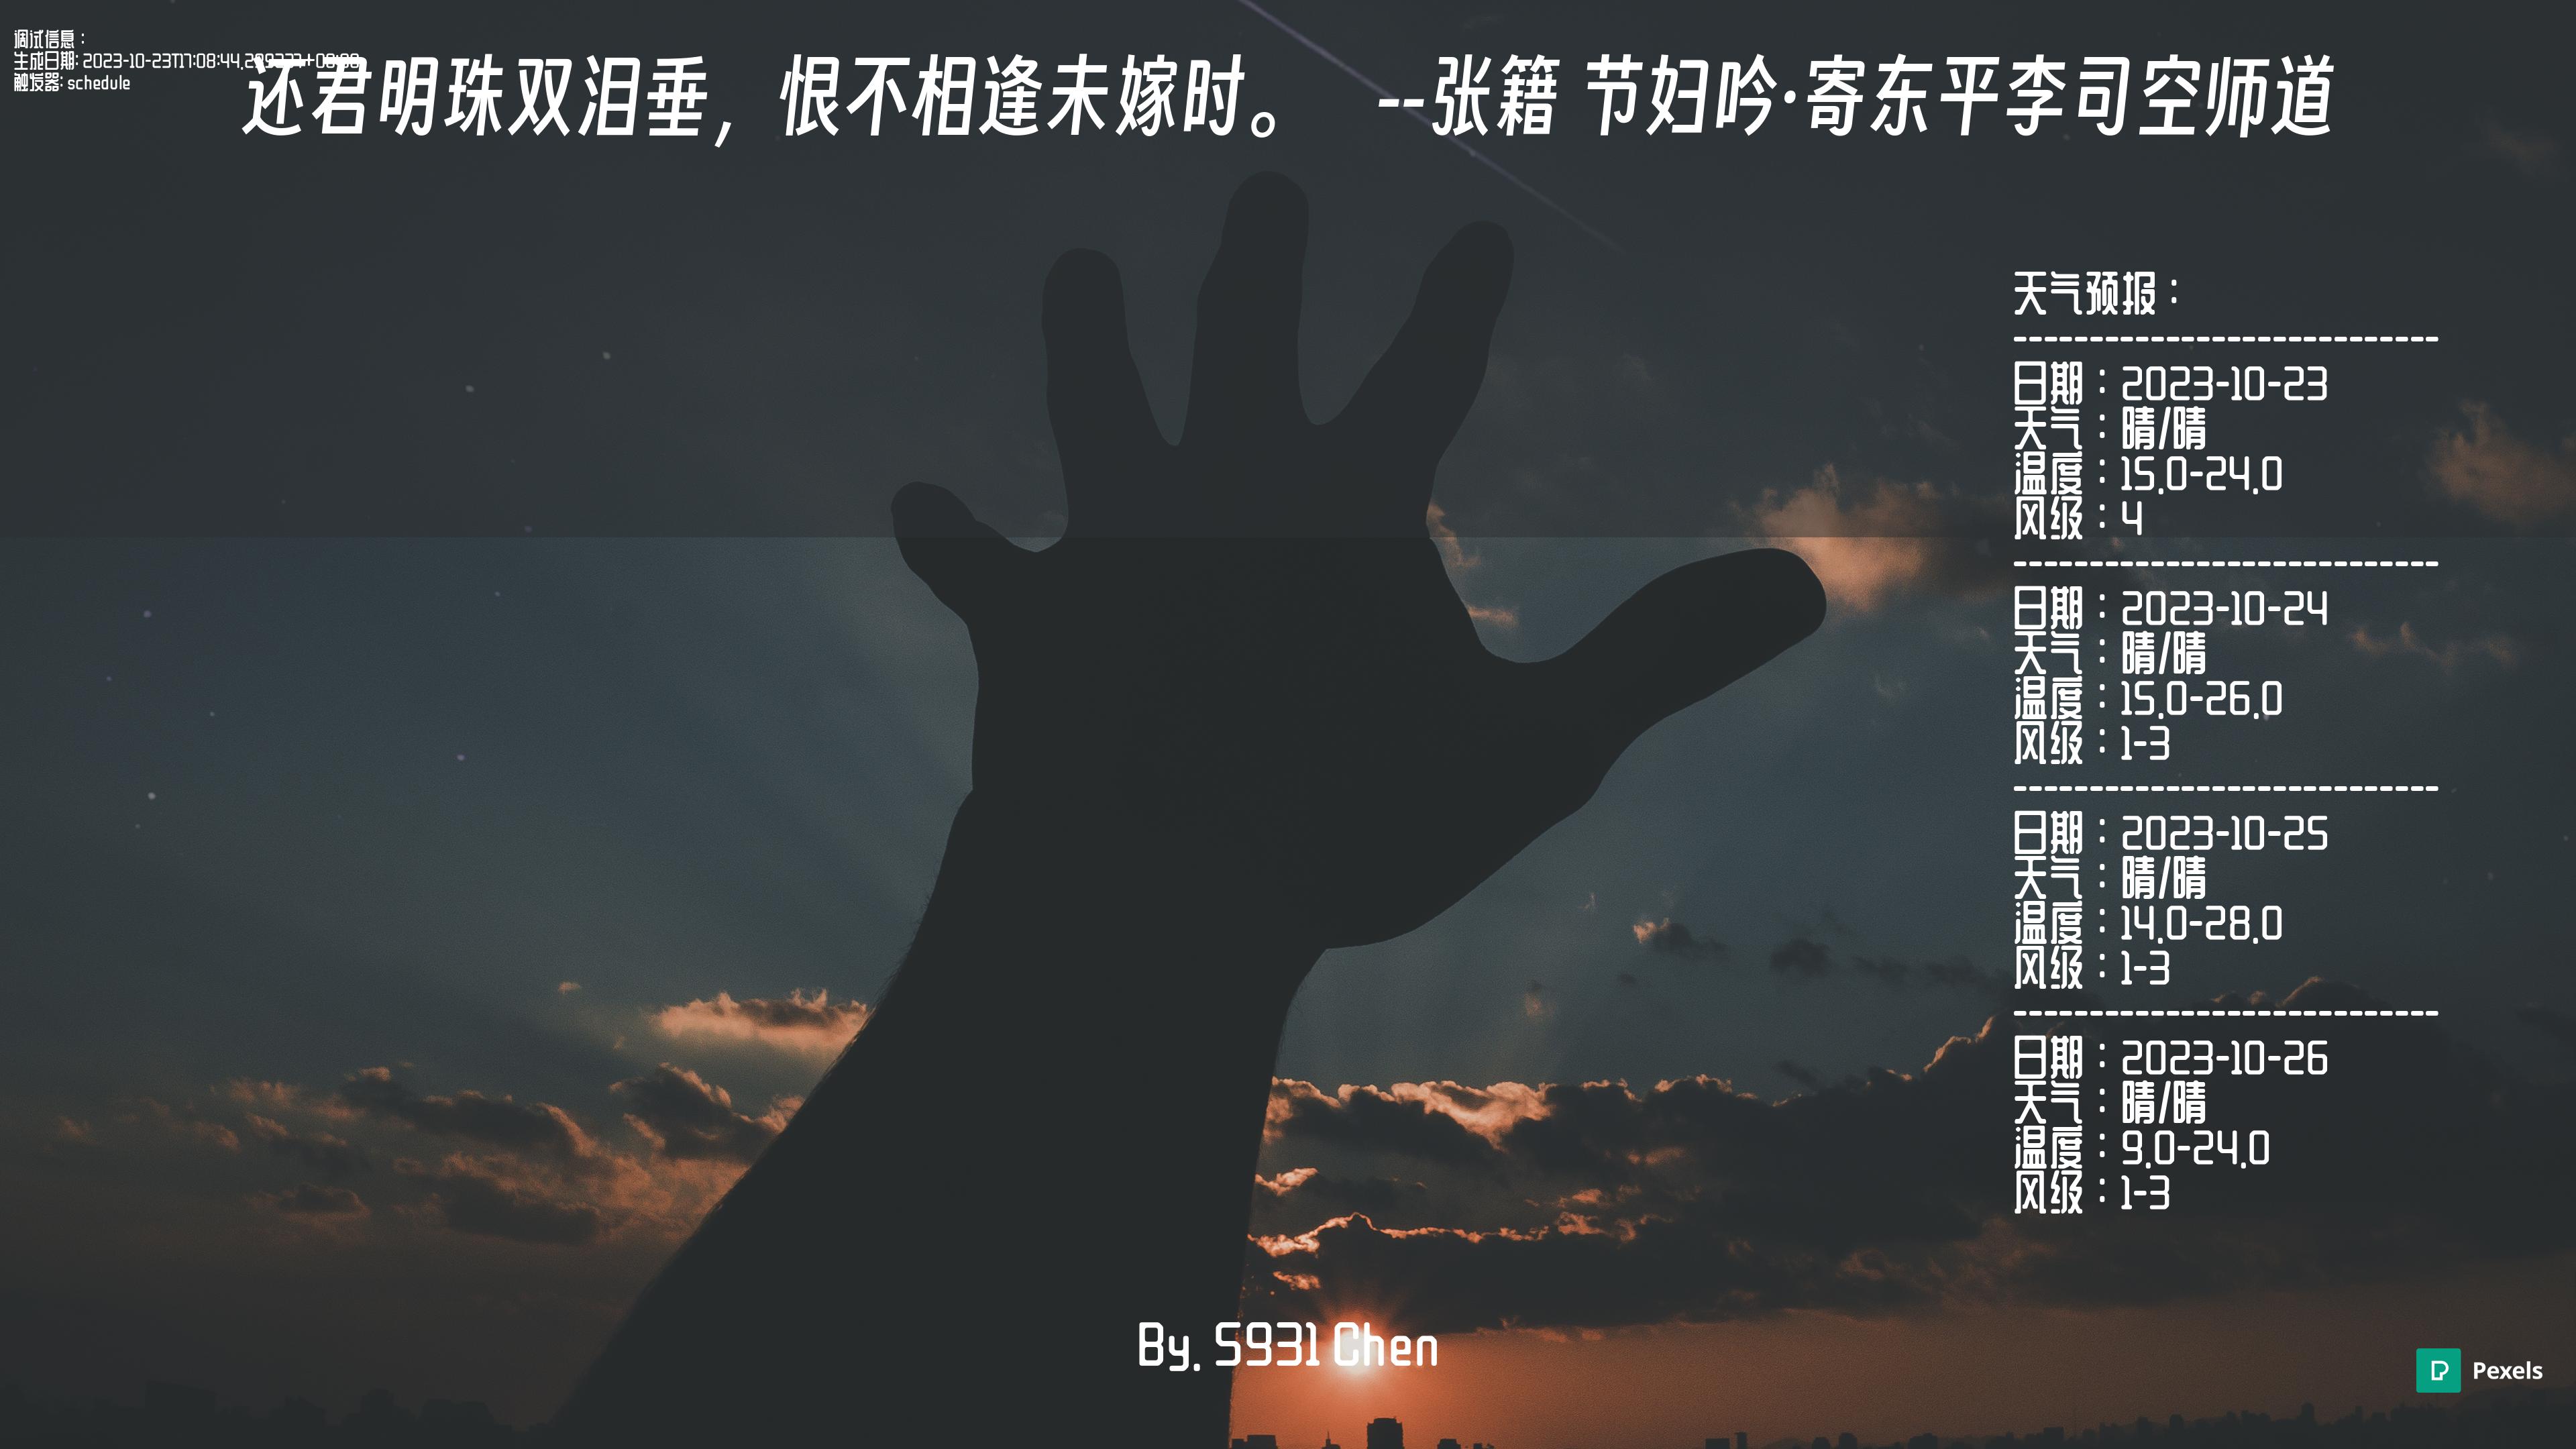 调试信息：
生成日期: 2023-10-23T17:08:44
触发器: schedule
还君明珠双泪垂，恨不相逢未嫁时。 --张籍 节妇吟·寄东平李司空师道
天气预报：
----------------------------
日期：2023-10-23
天气：晴/晴
温度：15.0-24.0
风级：4
----------------------------
日期：2023-10-24
天气：晴/晴
温度：15.0-26.0
风级：1-3
----------------------------
日期：2023-10-25
天气：晴/晴
温度：14.0-28.0
风级：1-3
----------------------------
日期：2023-10-26
天气：晴/晴
温度：9.0-24.0
风级：1-3
By. S931 Chen
Pexels